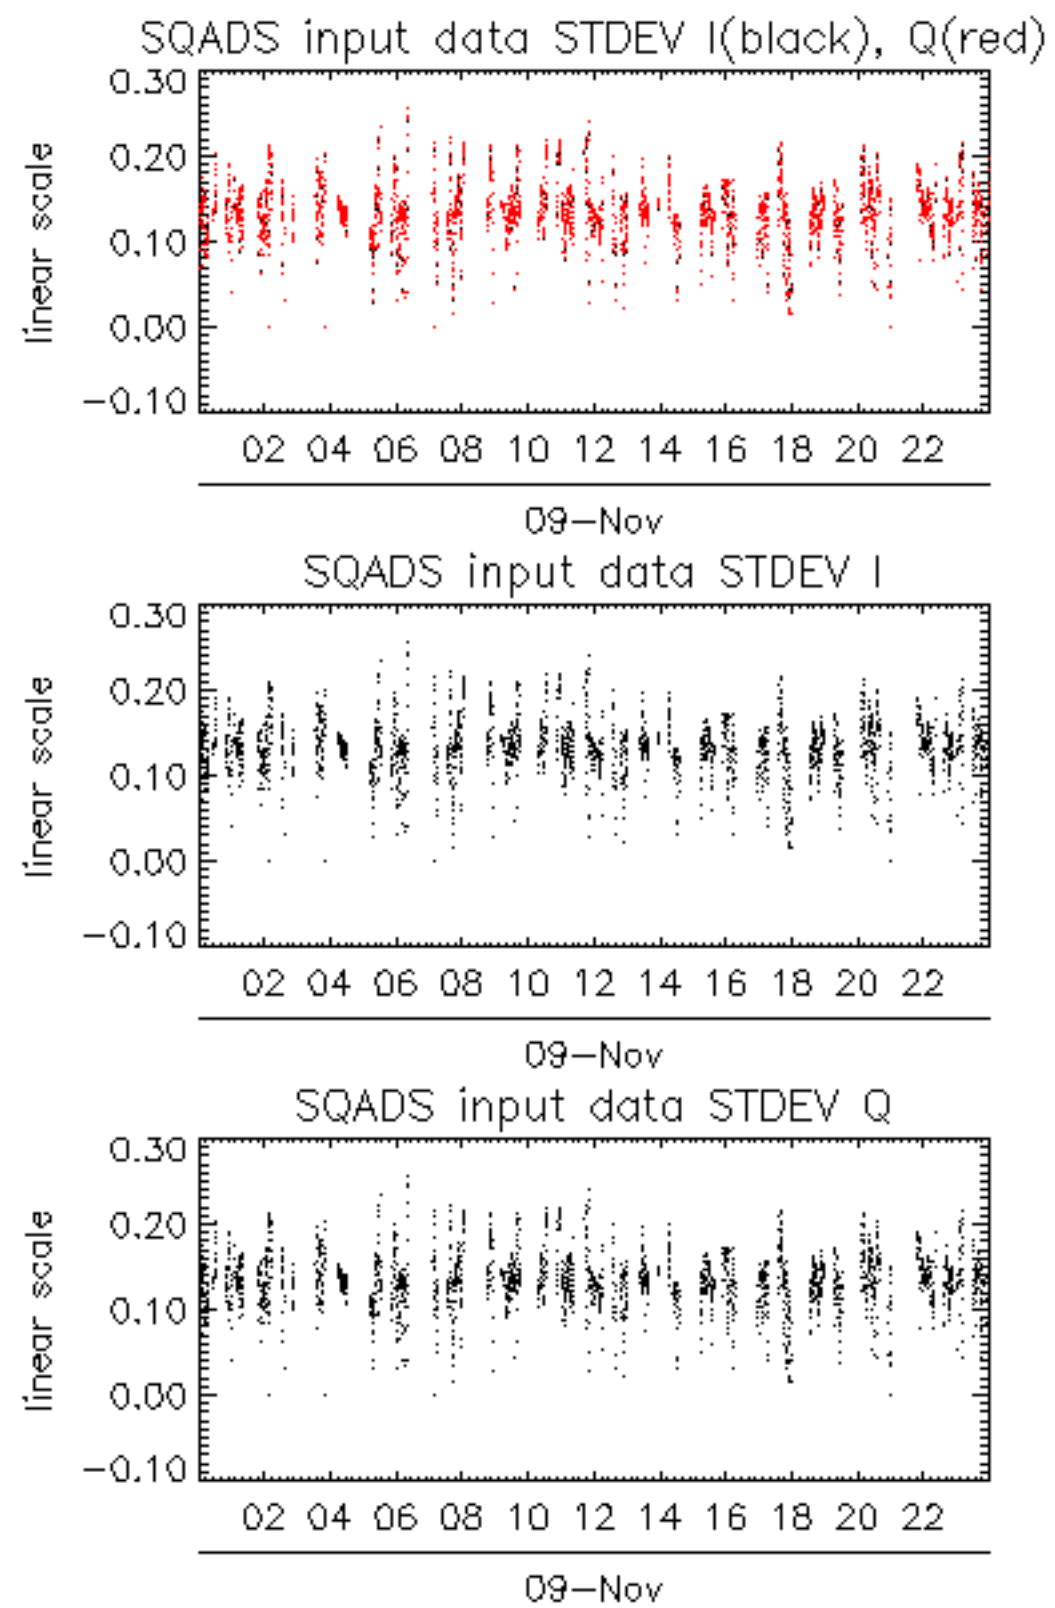 SQADS input data STDEV I(black), Q(red)
0.30
0.20
0.10
0.00
-0.10
linear scale
02 04 06 08 10 12 14 16 18 20 22
09-Nov
SQADS input data STDEV I
0.30
0.20
0.10
0.00
-0.10
linear scale
02 04 06 08 10 12 14 16 18 20 22
09-Nov
SQADS input data STDEV Q
0.30
0.20
0.10
0.00
-0.10
linear scale
02 04 06 08 10 12 14 16 18 20 22
09-Nov